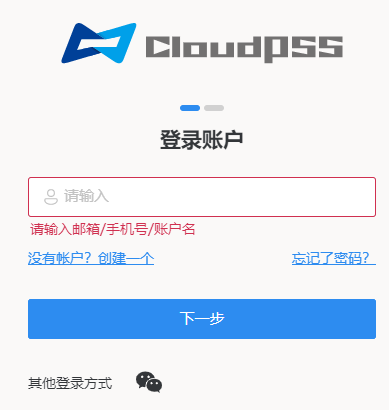 CloudPSS
登录账户
请输入
请输入邮箱/手机号/账户名
没有帐户？创建一个 忘记了密码？
下一步
其他登录方式